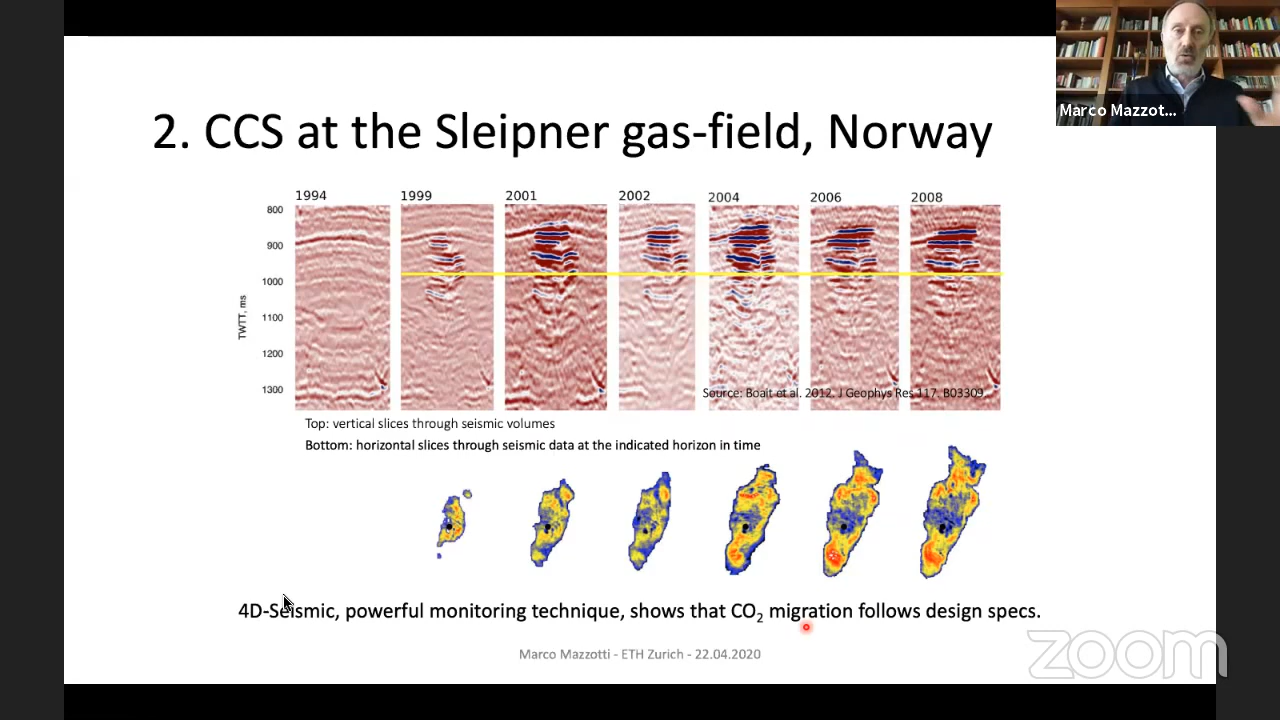 Marco Mazzot...
2. CCS at the Sleipner gas-field, Norway
1994 1999 2001 2002 2004 2006 2008
800
900
1000
1100
1200
1300
TWTT, ms
Source: Boait et al. 2012. J Geophys Res 117. B03309
Top: vertical slices through seismic volumes
Bottom: horizontal slices through seismic data at the indicated horizon in time
4D-Seismic, powerful monitoring technique, shows that CO₂ migration follows design specs.
Marco Mazzotti - ETH Zurich - 22.04.2020
zoom